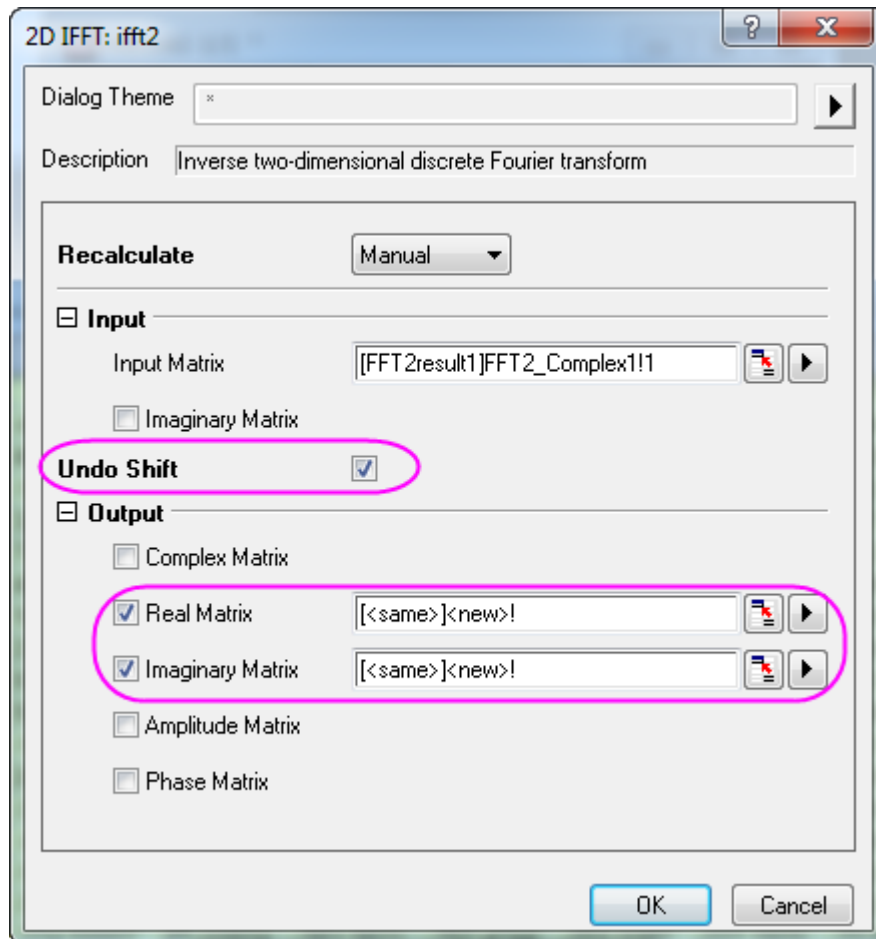 2D IFFT: ifft2
Dialog Theme *
Description Inverse two-dimensional discrete Fourier transform
Recalculate Manual
Input
Input Matrix [FFT2result1]FFT2_Complex1!1
Imaginary Matrix
Undo Shift
Output
Complex Matrix
Real Matrix [<same>]<new>!
Imaginary Matrix [<same>]<new>!
Amplitude Matrix
Phase Matrix
OK Cancel